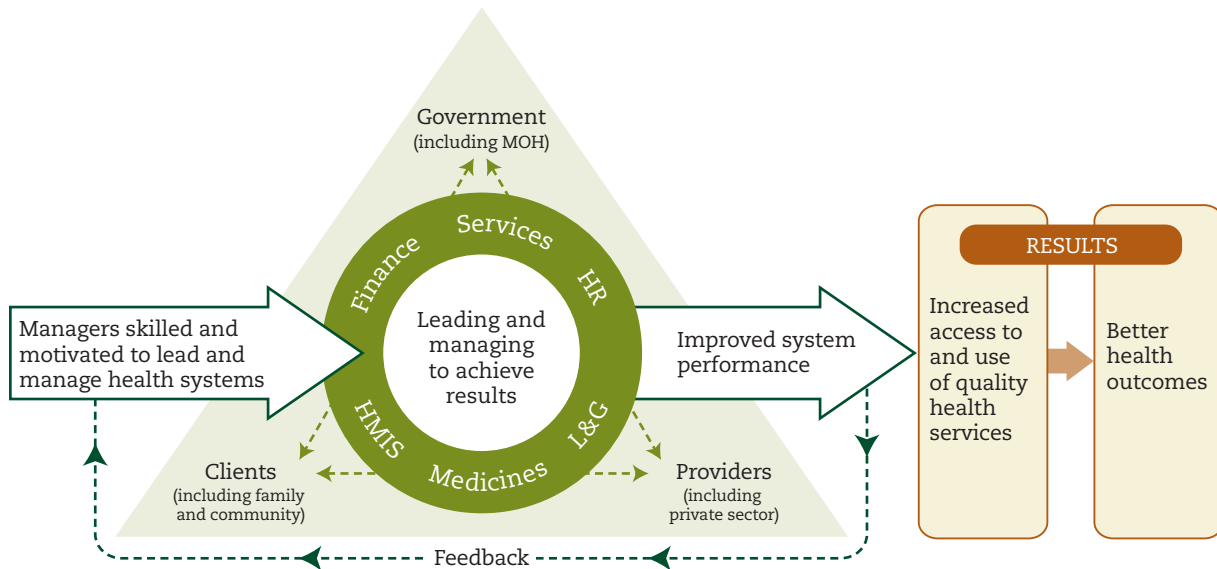 Government
(including MOH)
Finance
Services
HR
L&G
Medicines
HMIS
Leading and
managing
to achieve
results
Managers skilled and
motivated to lead and
manage health systems
Improved system
performance
Clients
(including family
and community)
Providers
(including
private sector)
Feedback
RESULTS
Increased
access to
and use
of quality
health
services
Better
health
outcomes